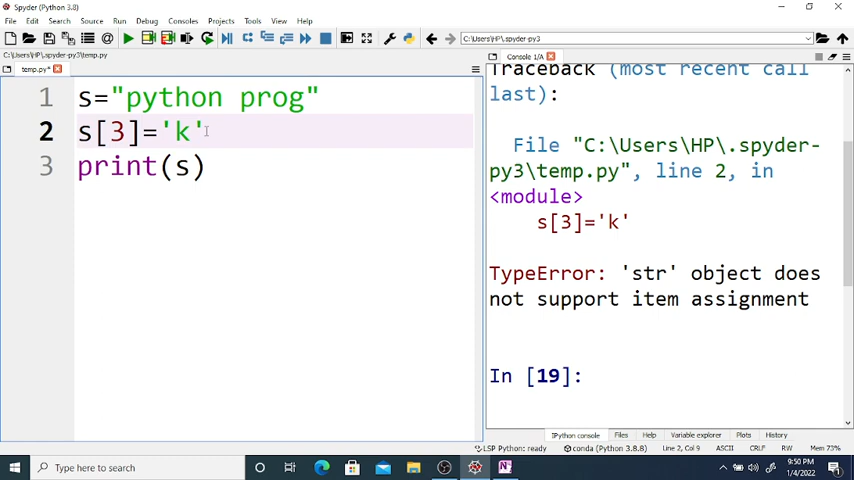 Spyder (Python 3.8)
File Edit Search Source Run Debug Consoles Projects Tools View Help
C:\Users\HP\.spyder-py3
C:\Users\HP\.spyder-py3\temp.py
temp.py*
Console 1/A
1 s="python prog"
2 s[3]='k'
3 print(s)
Traceback (most recent call
last):
File "C:\Users\HP\.spyder-
py3\temp.py", line 2, in
<module>
s[3]='k'
TypeError: 'str' object does
not support item assignment
In [19]:
IPython console Files Help Variable explorer Plots History
LSP Python: ready conda (Python 3.8.8) Line 2, Col 9 ASCII CRLF RW Mem 73%
Type here to search
9:50 PM
1/4/2022